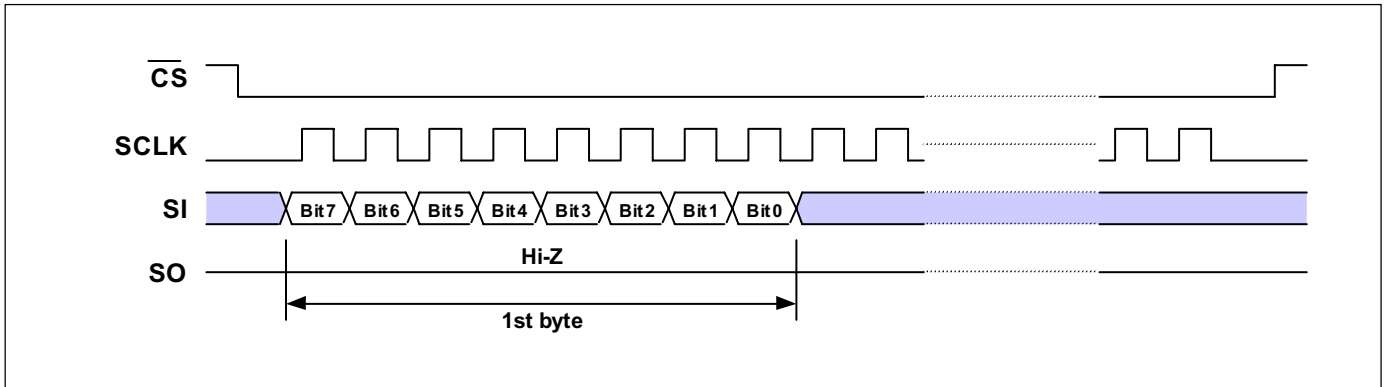 CS
SCLK
SI Bit7 Bit6 Bit5 Bit4 Bit3 Bit2 Bit1 Bit0
Hi-Z
SO
1st byte